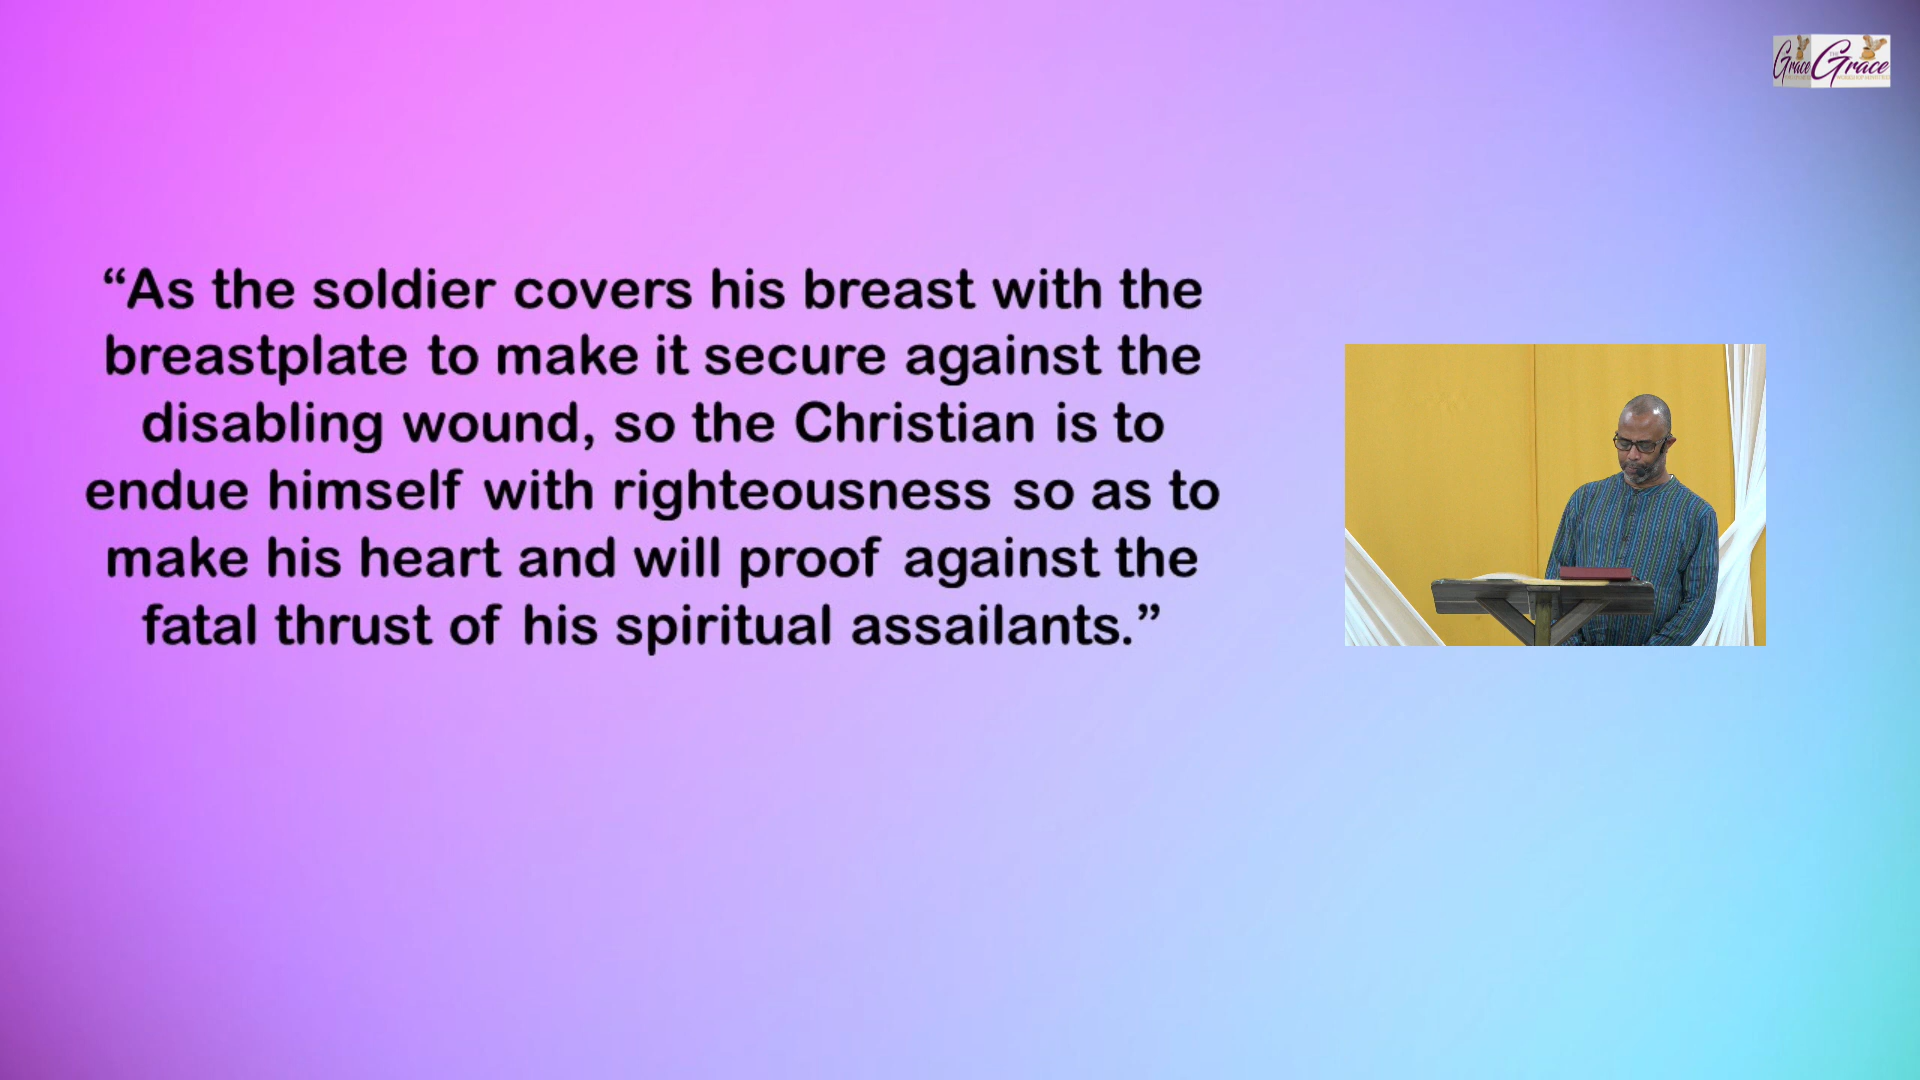 “As the soldier covers his breast with the
breastplate to make it secure against the
disabling wound, so the Christian is to
endue himself with righteousness so as to
make his heart and will proof against the
fatal thrust of his spiritual assailants.”
Grace Grace